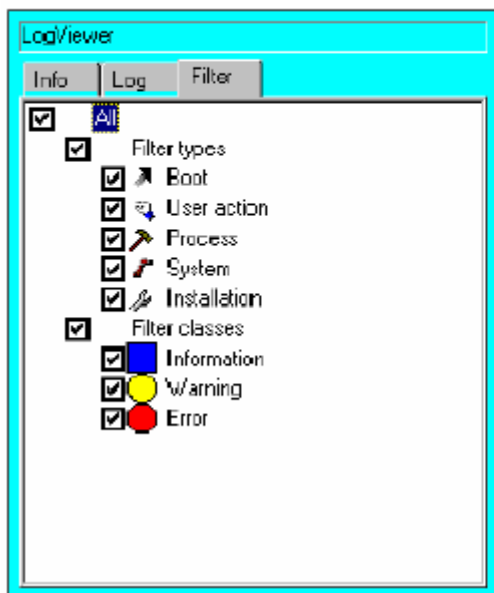 LogViewer
Info Log Filter
All
Filter types
Boot
User action
Process
System
Installation
Filter classes
Information
Warning
Error